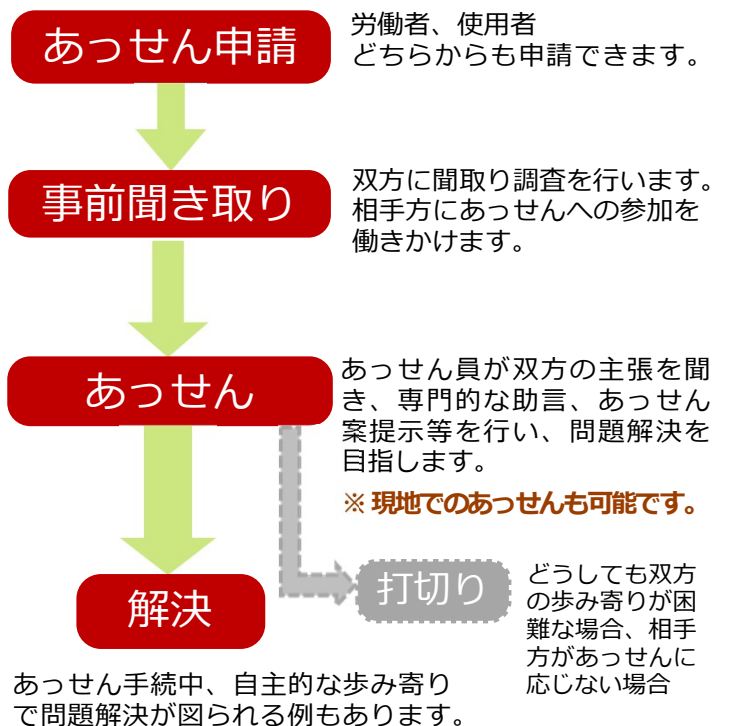 あっせん申請
労働者、使用者
どちらからも申請できます。
事前聞き取り
双方に聞取り調査を行います。
相手方にあっせんへの参加を
働きかけます。
あっせん
あっせん員が双方の主張を聞
き、専門的な助言、あっせん
案提示等を行い、問題解決を
目指します。
※ 現地でのあっせんも可能です。
解決
打切り
どうしても双方
の歩み寄りが困
難な場合、相手
方があっせんに
応じない場合
あっせん手続中、自主的な歩み寄り
で問題解決が図られる例もあります。